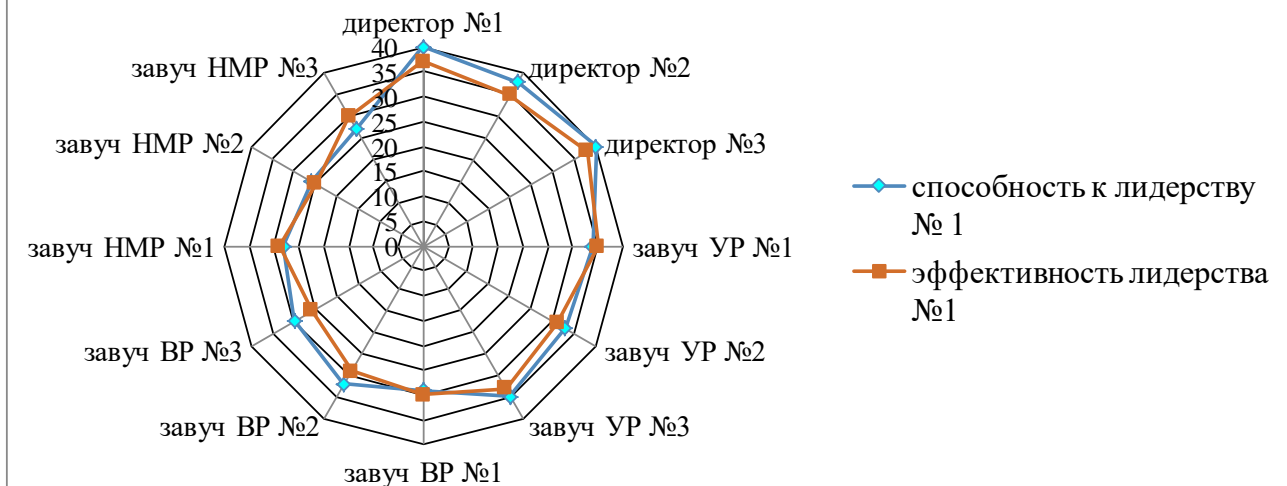 директор №1
директор №2
директор №3
завуч УР №1
завуч УР №2
завуч УР №3
завуч ВР №1
завуч ВР №2
завуч ВР №3
завуч НМР №1
завуч НМР №2
завуч НМР №3
40
35
30
25
20
15
10
5
0
способность к лидерству
№ 1
эффективность лидерства
№1